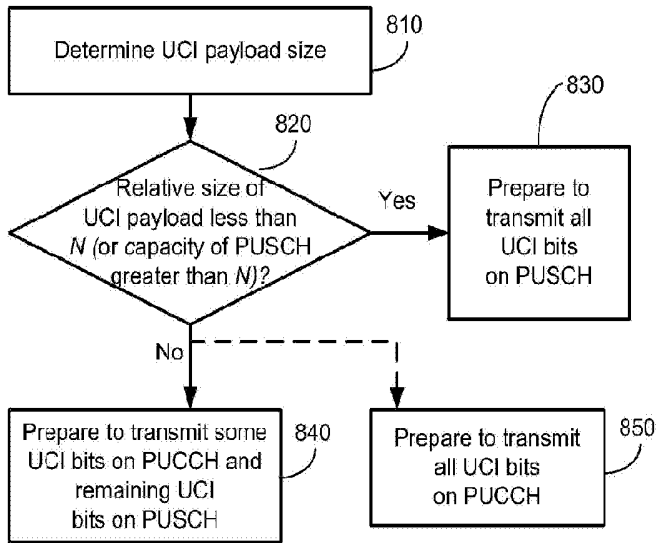 810
Determine UCI payload size
820
830
Relative size of
UCI payload less than
N (or capacity of PUSCH
greater than N)?
Yes
Prepare to
transmit all
UCI bits
on PUSCH
No
Prepare to transmit some
UCI bits on PUCCH and
remaining UCI
bits on PUSCH
840
Prepare to transmit
all UCI bits
on PUCCH
850